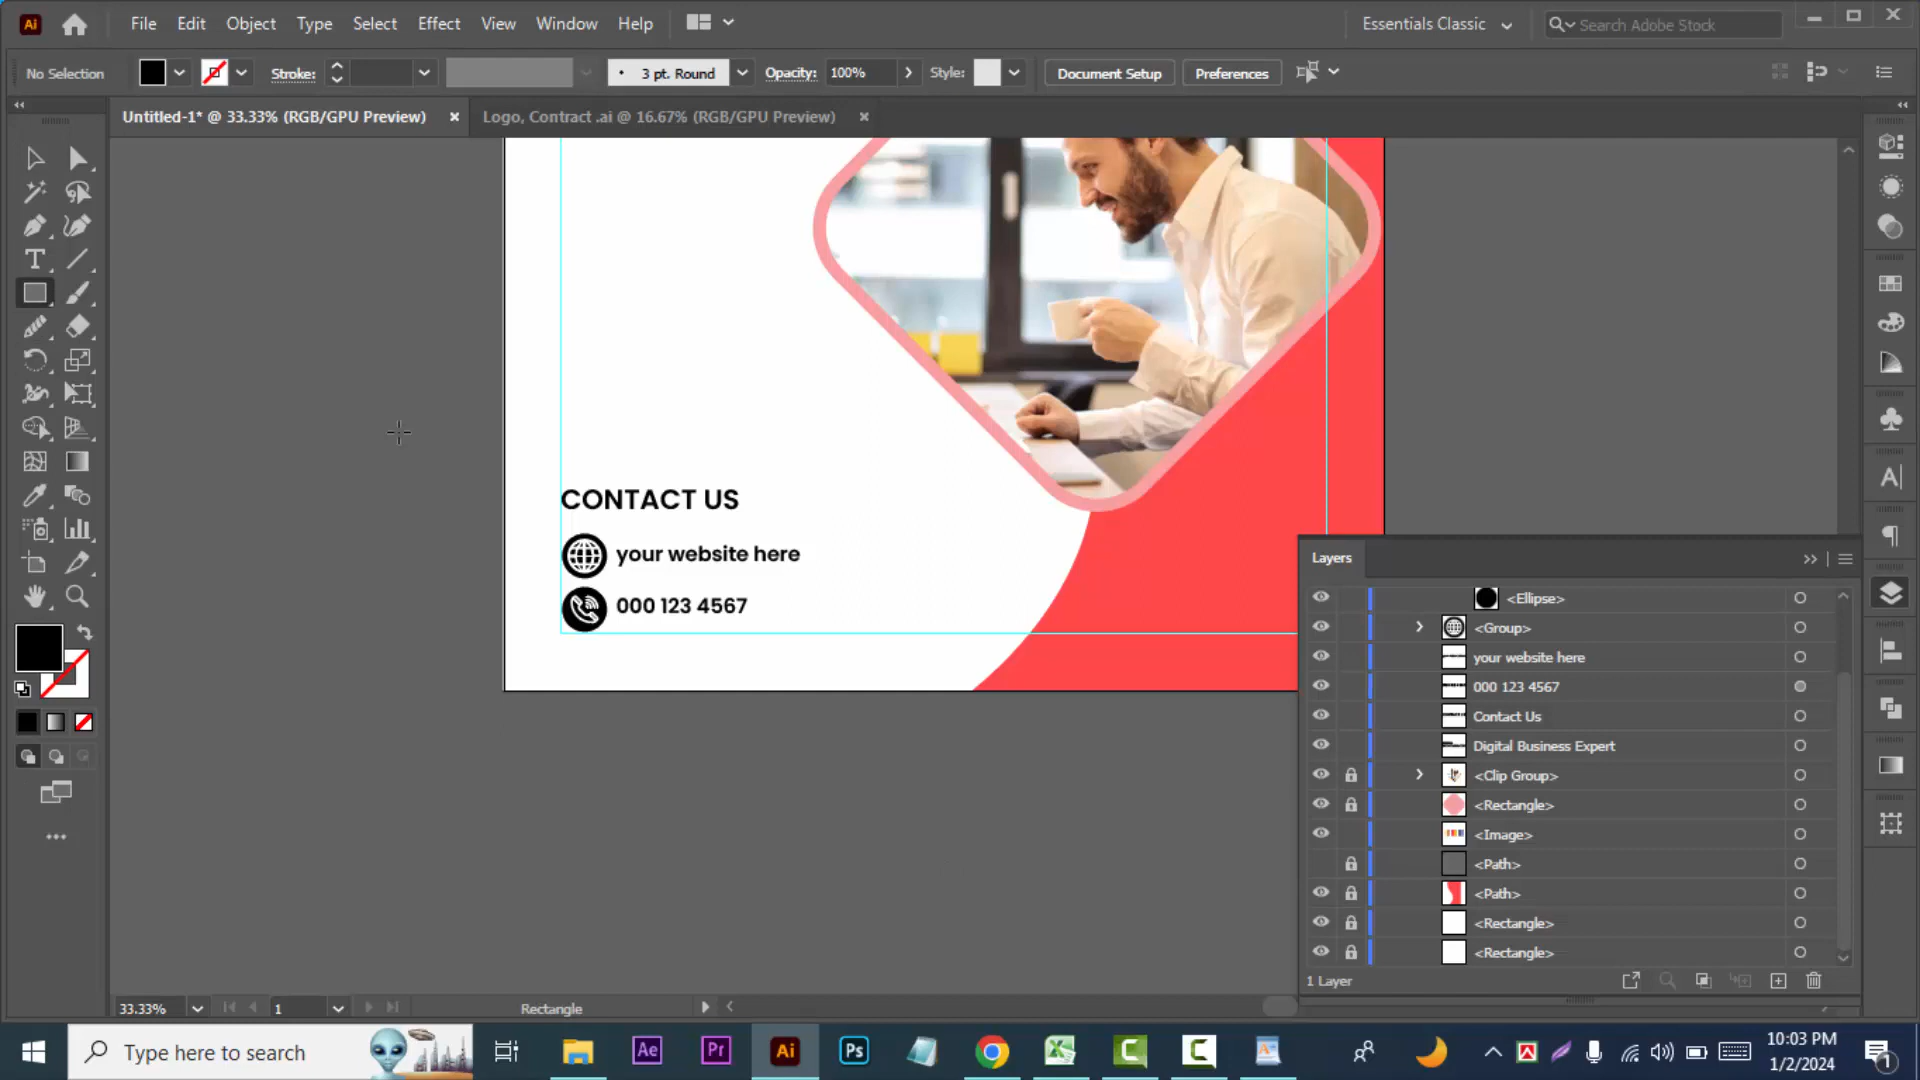 Ai File Edit Object Type Select Effect View Window Help Essentials Classic Search Adobe Stock
No Selection Stroke: 3 pt. Round Opacity: 100% Style: Document Setup Preferences
Untitled-1* @ 33.33% (RGB/GPU Preview) Logo, Contract .ai @ 16.67% (RGB/GPU Preview)
CONTACT US
your website here
000 123 4567
Layers
<Ellipse>
<Group>
your website here
000 123 4567
Contact Us
Digital Business Expert
<Clip Group>
<Rectangle>
<Image>
<Path>
<Path>
<Rectangle>
<Rectangle>
1 Layer
33.33% 1 Rectangle
Type here to search Ae Pr Ai Ps 10:03 PM
1/2/2024 1